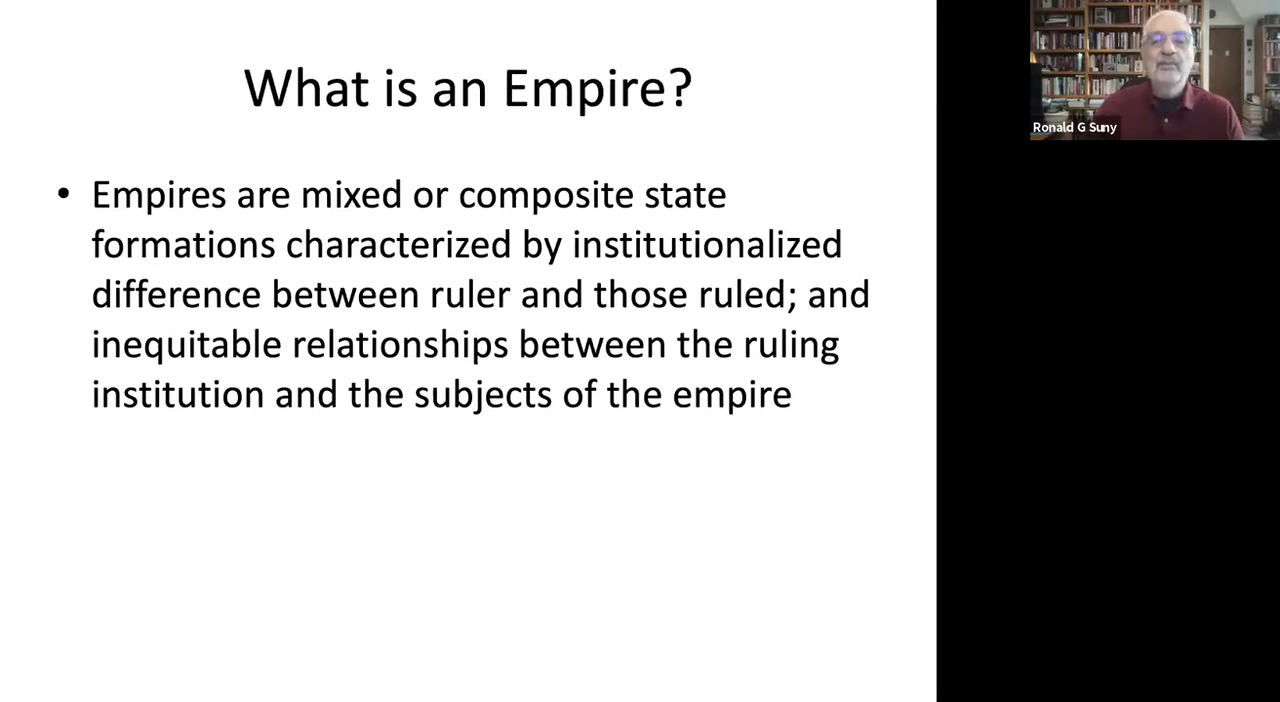 What is an Empire?
• Empires are mixed or composite state
formations characterized by institutionalized
difference between ruler and those ruled; and
inequitable relationships between the ruling
institution and the subjects of the empire
Ronald G Suny